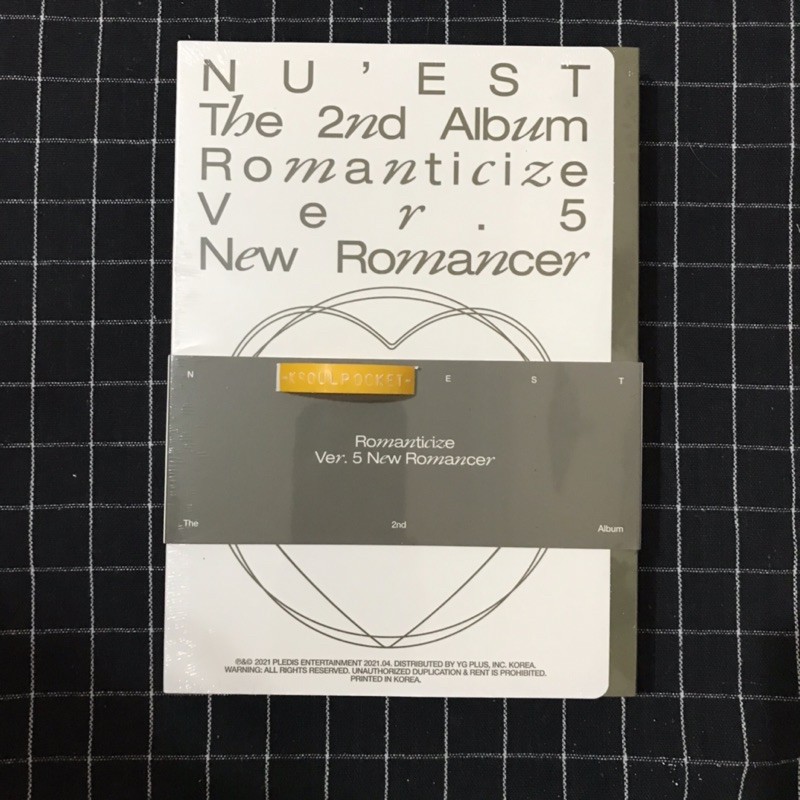 NU'EST
The 2nd Album
Romanticize
Ver. 5
New Romancer
N E S T
-KSOULPOCKET-
Romanticize
Ver. 5 New Romancer
The 2nd Album
℗&© 2021 PLEDIS ENTERTAINMENT 2021.04. DISTRIBUTED BY YG PLUS, INC. KOREA.
WARNING: ALL RIGHTS RESERVED. UNAUTHORIZED DUPLICATION & RENT IS PROHIBITED.
PRINTED IN KOREA.